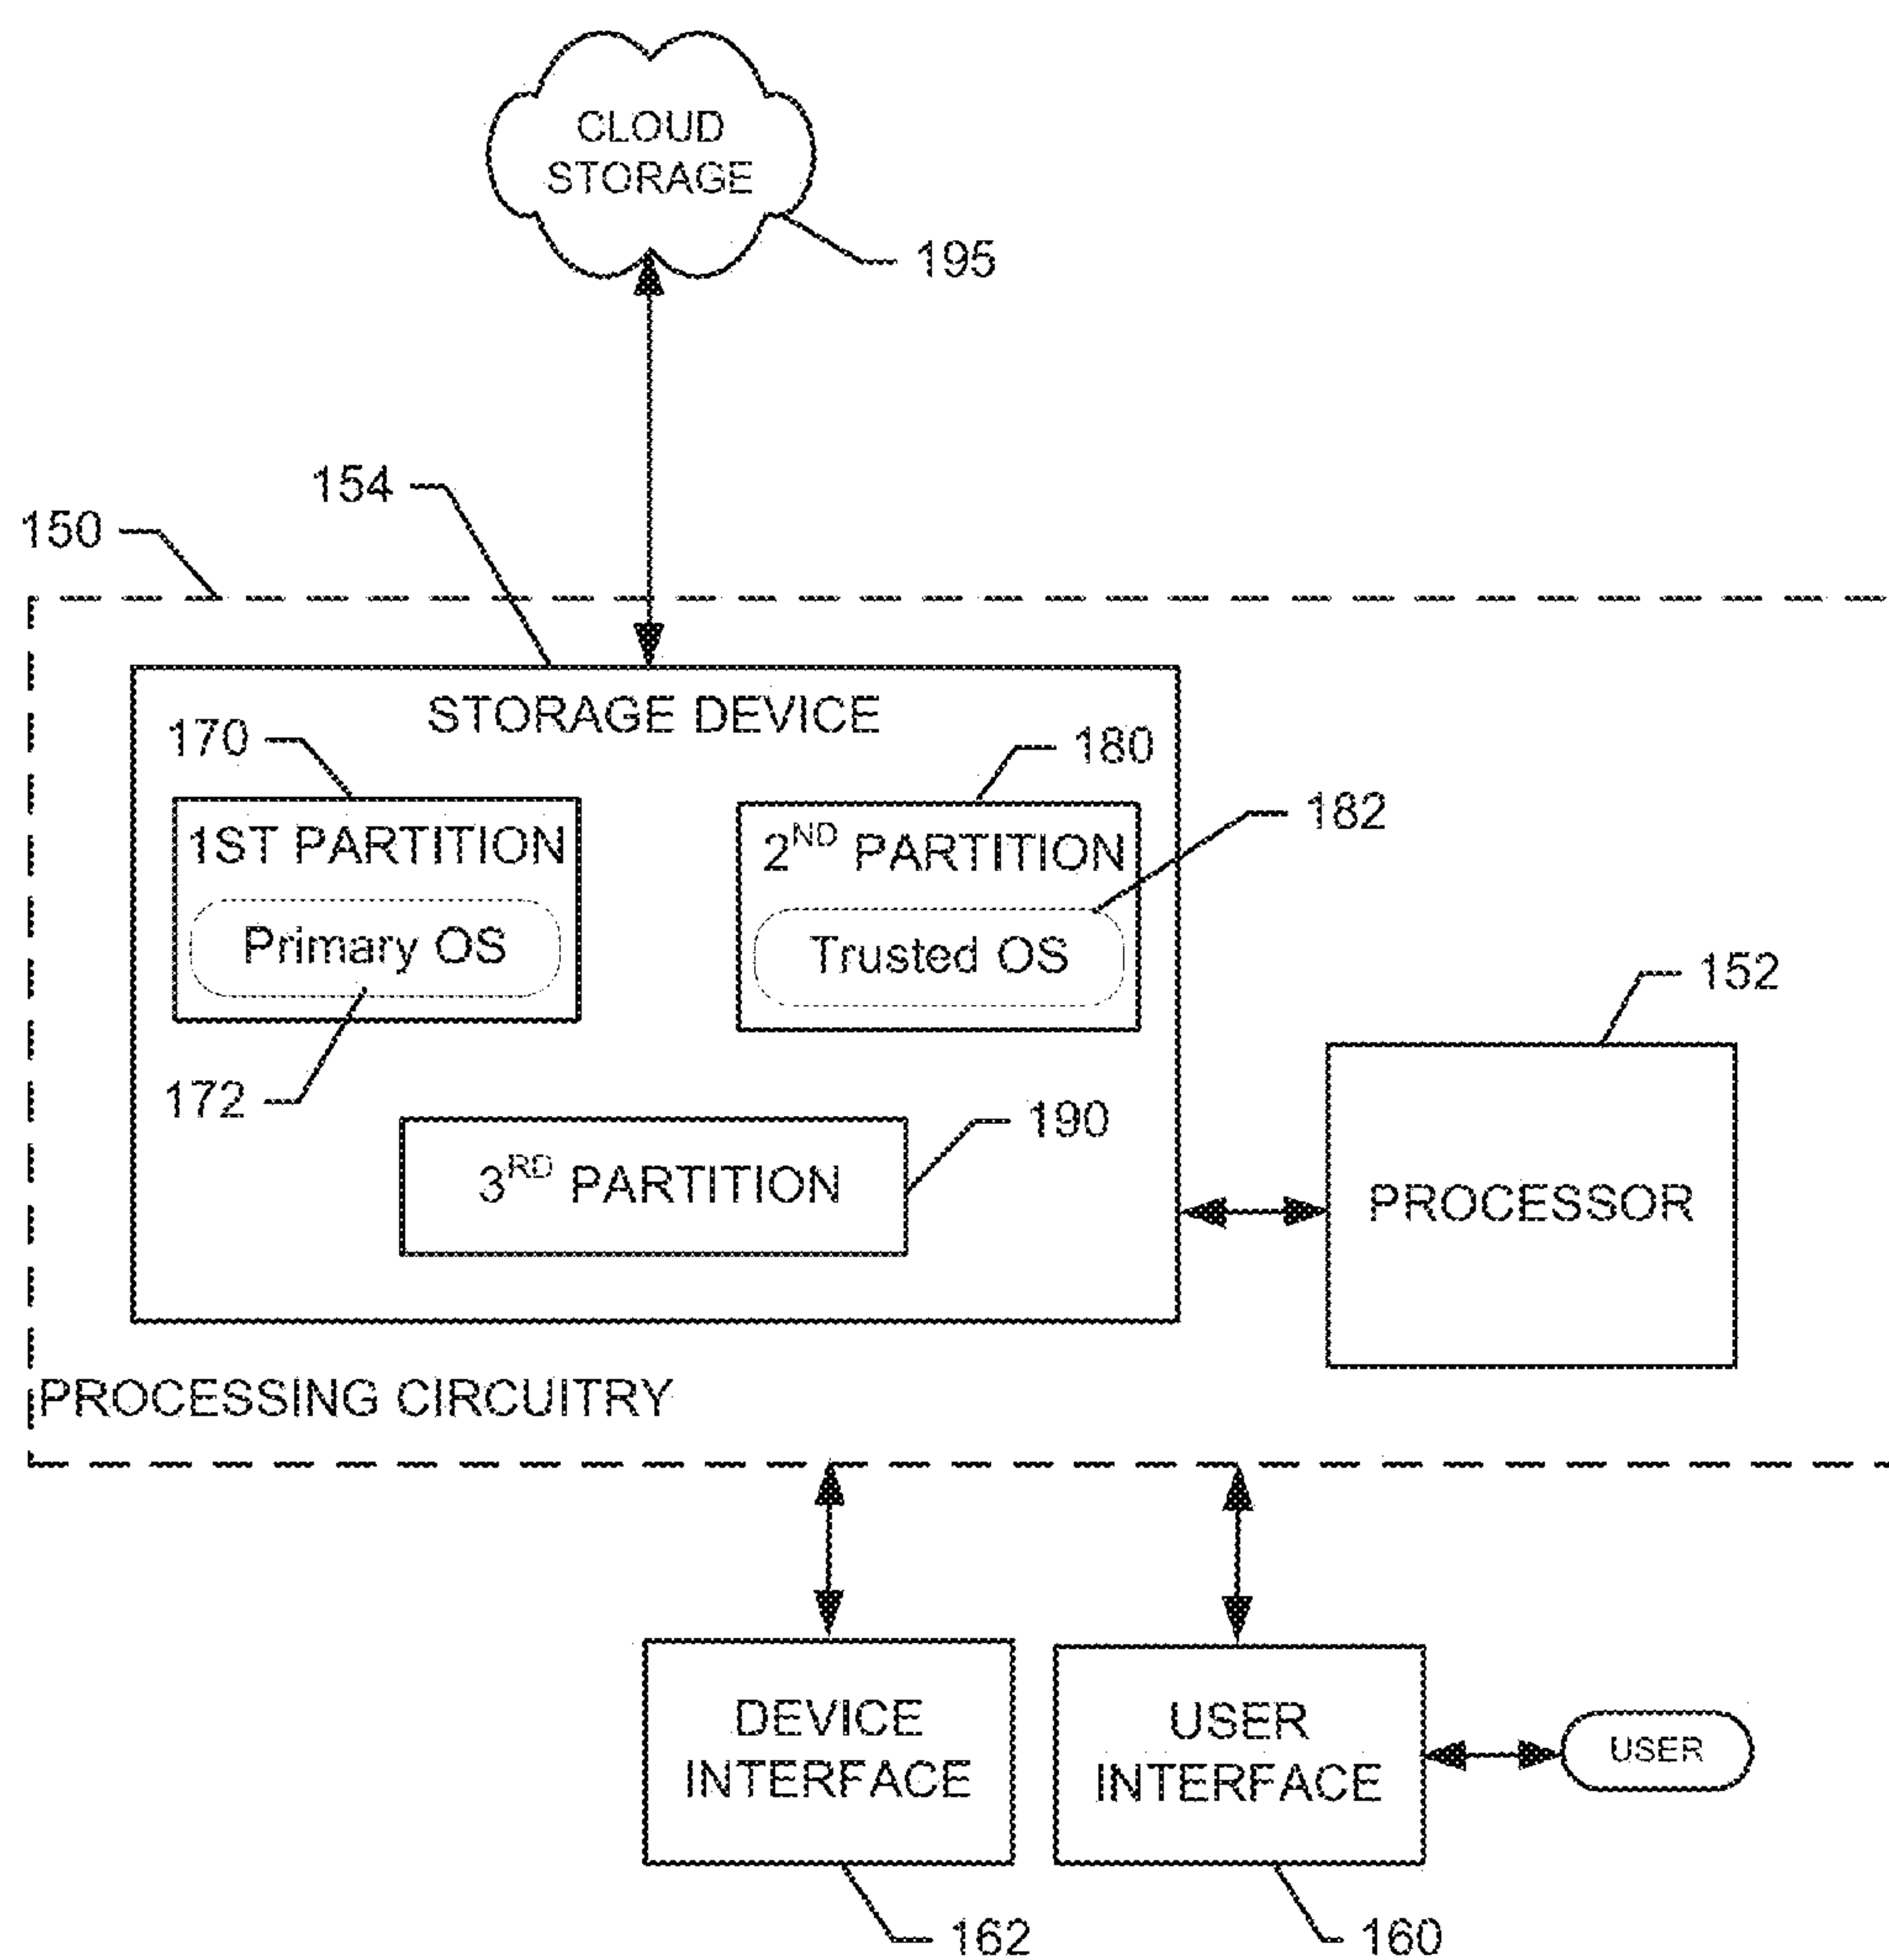 CLOUD
STORAGE
195
154
150
STORAGE DEVICE
170
180
182
1ST PARTITION
2ND PARTITION
Primary OS
Trusted OS
152
172
190
3RD PARTITION
PROCESSOR
PROCESSING CIRCUITRY
DEVICE
INTERFACE
USER
INTERFACE
USER
162
160